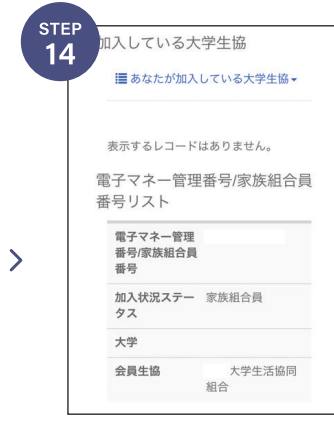 STEP
14
加入している大学生協
あなたが加入している大学生協
表示するレコードはありません。
電子マネー管理番号/家族組合員
番号リスト
電子マネー管理
番号/家族組合員
番号
加入状況ステー 家族組合員
タス
大学
会員生協 大学生活協同
組合